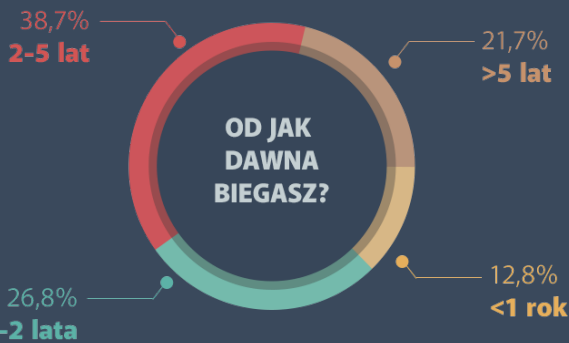 38,7%
2-5 lat
21,7%
>5 lat
OD JAK
DAWNA
BIEGASZ?
26,8%
-2 lata
12,8%
<1 rok